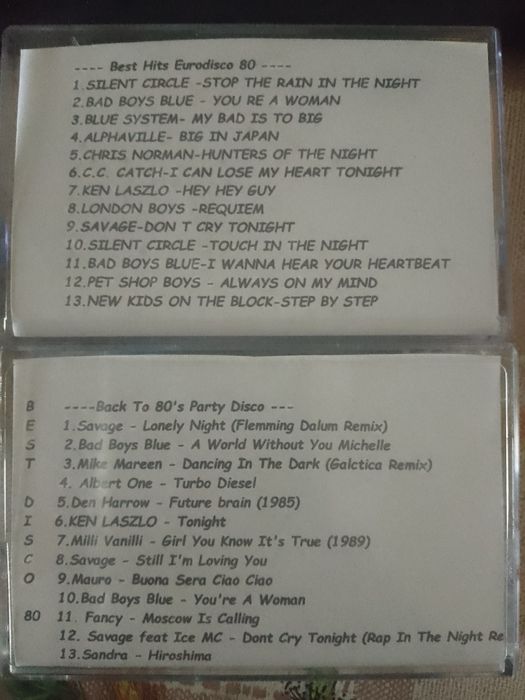 ---- Best Hits Eurodisco 80 ----
1.SILENT CIRCLE -STOP THE RAIN IN THE NIGHT
2.BAD BOYS BLUE - YOU RE A WOMAN
3.BLUE SYSTEM- MY BAD IS TO BIG
4.ALPHAVILLE- BIG IN JAPAN
5.CHRIS NORMAN-HUNTERS OF THE NIGHT
6.C.C. CATCH-I CAN LOSE MY HEART TONIGHT
7.KEN LASZLO -HEY HEY GUY
8.LONDON BOYS -REQUIEM
9.SAVAGE-DON T CRY TONIGHT
10.SILENT CIRCLE -TOUCH IN THE NIGHT
11.BAD BOYS BLUE-I WANNA HEAR YOUR HEARTBEAT
12.PET SHOP BOYS - ALWAYS ON MY MIND
13.NEW KIDS ON THE BLOCK-STEP BY STEP
B ----Back To 80's Party Disco ---
E 1.Savage - Lonely Night (Flemming Dalum Remix)
S 2.Bad Boys Blue - A World Without You Michelle
T 3.Mike Mareen - Dancing In The Dark (Galctica Remix)
4. Albert One - Turbo Diesel
D 5.Den Harrow - Future brain (1985)
I 6.KEN LASZLO - Tonight
S 7.Milli Vanilli - Girl You Know It's True (1989)
C 8.Savage - Still I'm Loving You
O 9.Mauro - Buona Sera Ciao Ciao
10.Bad Boys Blue - You're A Woman
80 11. Fancy - Moscow Is Calling
12. Savage feat Ice MC - Dont Cry Tonight (Rap In The Night Re
13.Sandra - Hiroshima